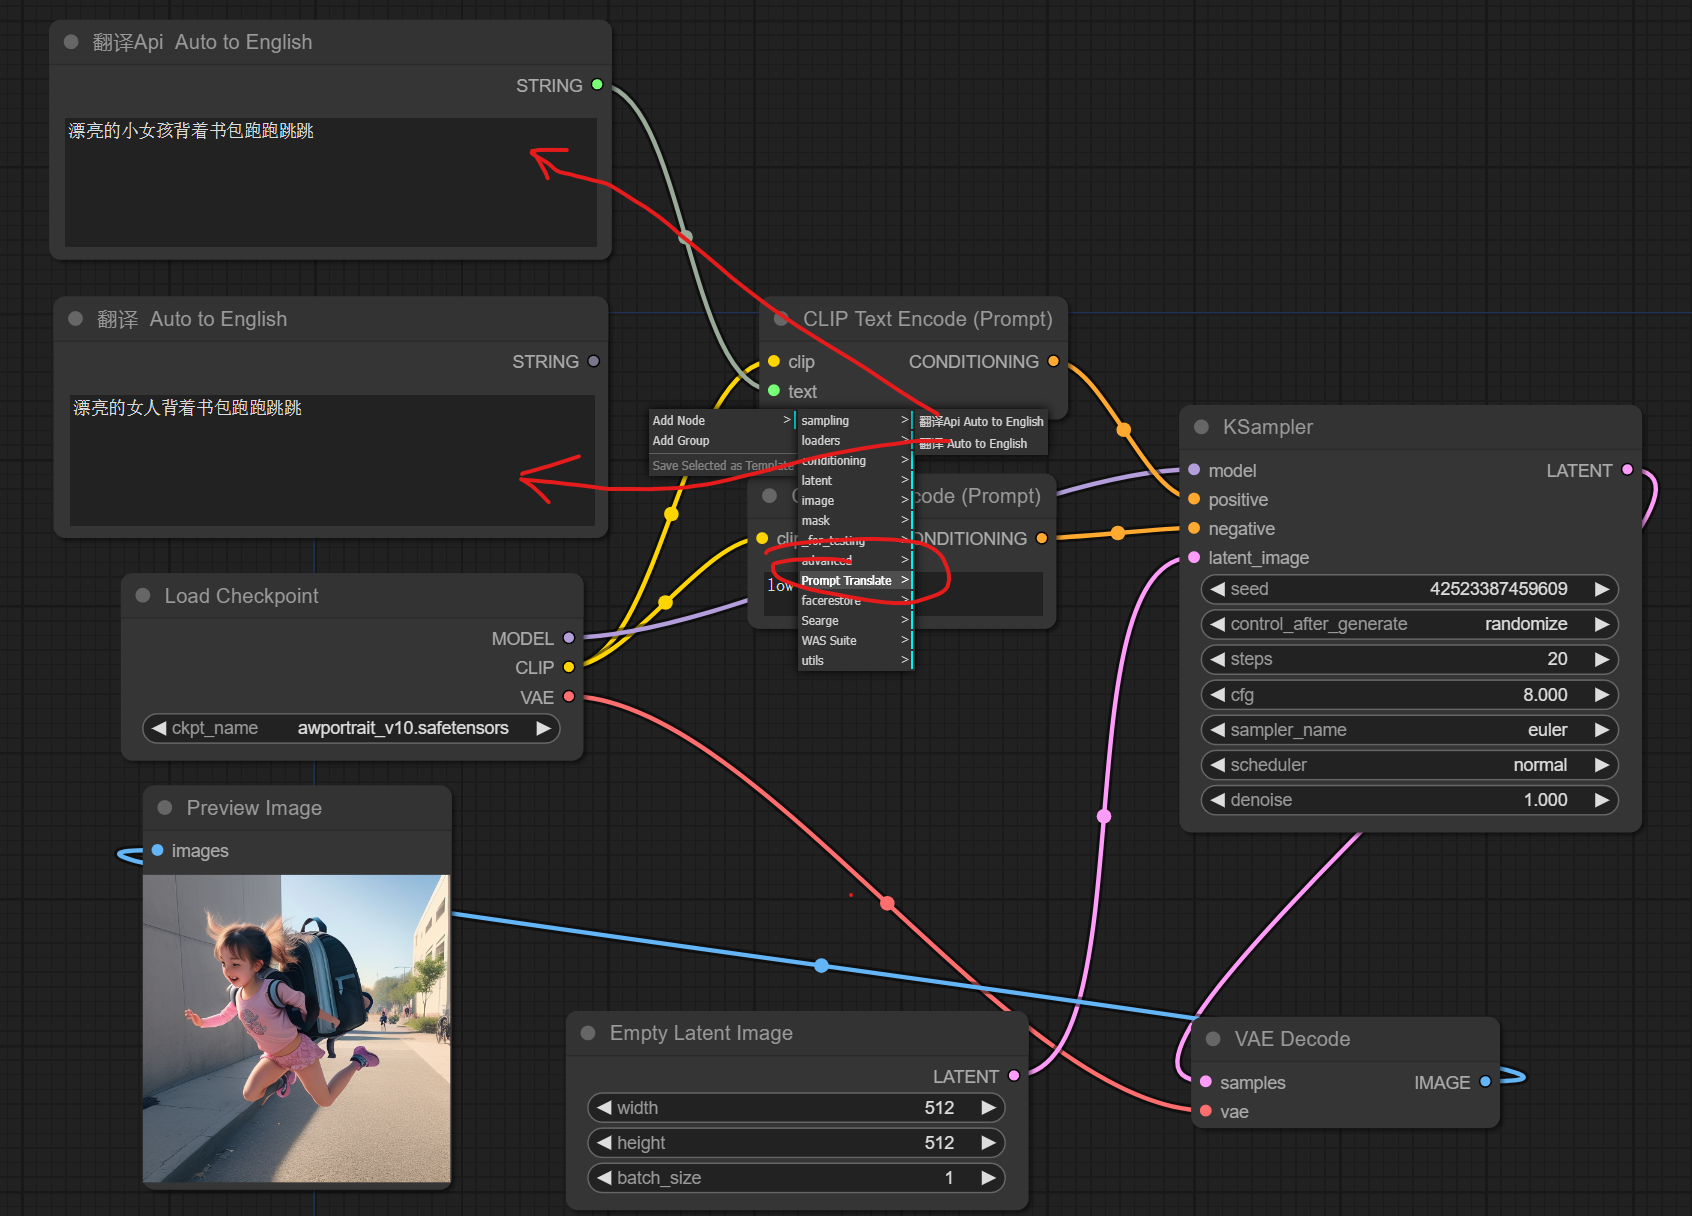 翻译Api  Auto to English
STRING
漂亮的小女孩背着书包跑跑跳跳
翻译  Auto to English
STRING
漂亮的女人背着书包跑跑跳跳
CLIP Text Encode (Prompt)
clip
CONDITIONING
text
Add Node >
Add Group
Save Selected as Template
sampling >
loaders >
conditioning >
latent >
image >
mask >
_for_testing >
advanced >
Prompt Translate >
facerestore >
Searge >
WAS Suite >
utils >
翻译Api Auto to English
翻译 Auto to English
(Prompt)
low
KSampler
model
LATENT
positive
negative
latent_image
seed 42523387459609
control_after_generate randomize
steps 20
cfg 8.000
sampler_name euler
scheduler normal
denoise 1.000
Load Checkpoint
MODEL
CLIP
VAE
ckpt_name awportrait_v10.safetensors
Preview Image
images
Empty Latent Image
LATENT
width 512
height 512
batch_size 1
VAE Decode
samples
IMAGE
vae